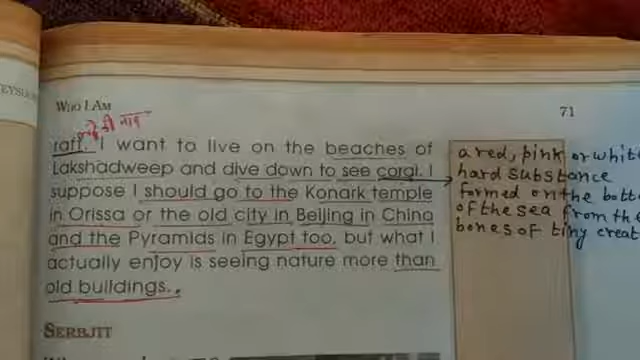 WHO I AM
71
raft. I want to live on the beaches of
Lakshadweep and dive down to see corgl. I
suppose I should go to the Konark temple
in Orissa or the old city in Beijing in China
and the Pyramids in Egypt too, but what I
actually enjoy is seeing nature more than
old buildings.
SERBJIT
a red, pink or whit
hard substance
formed on the bott
of the sea from the
bones of tiny creat